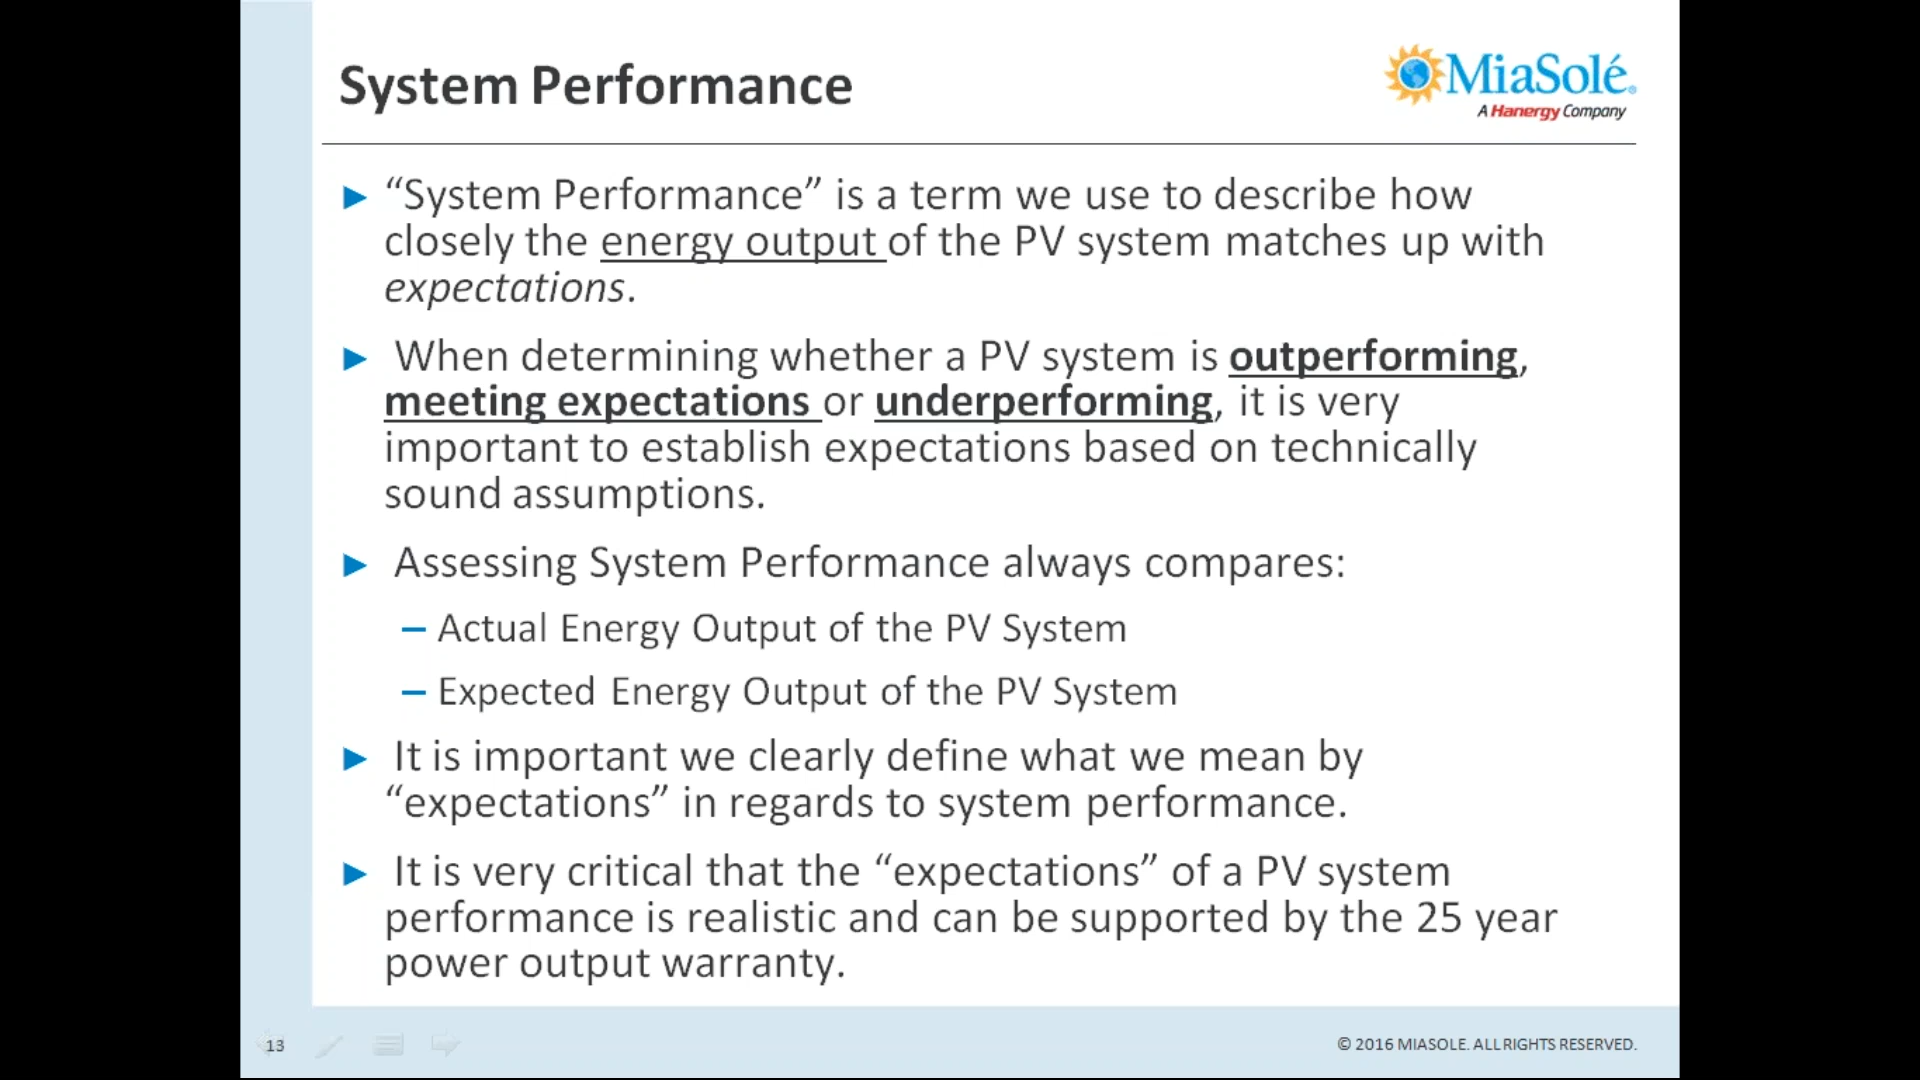 System Performance
MiaSolé®
A Hanergy Company
► “System Performance” is a term we use to describe how
closely the energy output of the PV system matches up with
expectations.
► When determining whether a PV system is outperforming,
meeting expectations or underperforming, it is very
important to establish expectations based on technically
sound assumptions.
► Assessing System Performance always compares:
– Actual Energy Output of the PV System
– Expected Energy Output of the PV System
► It is important we clearly define what we mean by
“expectations” in regards to system performance.
► It is very critical that the “expectations” of a PV system
performance is realistic and can be supported by the 25 year
power output warranty.
13
© 2016 MIASOLE. ALL RIGHTS RESERVED.